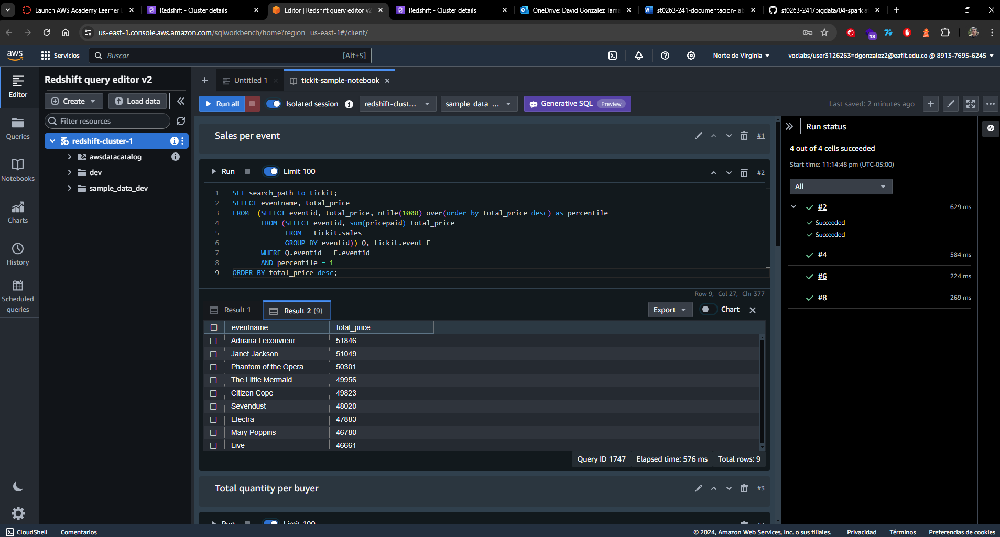 Launch AWS Academy Learner
Redshift - Cluster details
Editor | Redshift query editor v2
Redshift - Cluster details
OneDrive: David Gonzalez Tama
st0263-241-documentacion-lab
st0263-241/bigdata/04-spark a
us-east-1.console.aws.amazon.com/sqlworkbench/home?region=us-east-1#/client/
18
aws
Servicios
Buscar
[Alt+S]
Norte de Virginia
voclabs/user3126263=dgonzalez2@eafit.edu.co @ 8913-7695-6245
Editor
Queries
Notebooks
Charts
History
Scheduled
queries
Redshift query editor v2
Create
Load data
Filter resources
redshift-cluster-1
awsdatacatalog
dev
sample_data_dev
Untitled 1
tickit-sample-notebook
Run all
Isolated session
redshift-clust...
sample_data_...
Generative SQL
Preview
Last saved: 2 minutes ago
Sales per event
#1
Run
Limit 100
#2
1 SET search_path to tickit;
2 SELECT eventname, total_price
3 FROM (SELECT eventid, total_price, ntile(1000) over(order by total_price desc) as percentile
4 FROM (SELECT eventid, sum(pricepaid) total_price
5 FROM tickit.sales
6 GROUP BY eventid)) Q, tickit.event E
7 WHERE Q.eventid = E.eventid
8 AND percentile = 1
9 ORDER BY total_price desc;
Row 9, Col 27, Chr 377
Result 1
Result 2 (9)
Export
Chart
eventname total_price
Adriana Lecouvreur 51846
Janet Jackson 51049
Phantom of the Opera 50301
The Little Mermaid 49956
Citizen Cope 49823
Sevendust 48020
Electra 47883
Mary Poppins 46780
Live 46661
Query ID 1747 Elapsed time: 576 ms Total rows: 9
Total quantity per buyer
#3
Run
Limit 100
Run status
4 out of 4 cells succeeded
Start time: 11:14:48 pm (UTC-05:00)
All
#2 629 ms
Succeeded
Succeeded
#4 584 ms
#6 224 ms
#8 269 ms
CloudShell
Comentarios
© 2024, Amazon Web Services, Inc. o sus filiales.
Privacidad
Términos
Preferencias de cookies